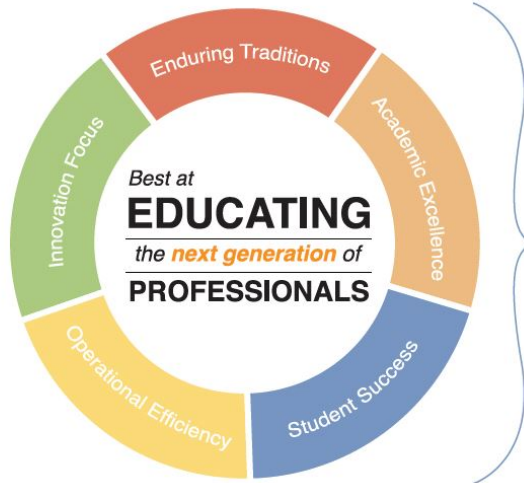 Enduring Traditions
Academic Excellence
Student Success
Operational Efficiency
Innovation Focus
Best at
EDUCATING
the next generation of
PROFESSIONALS